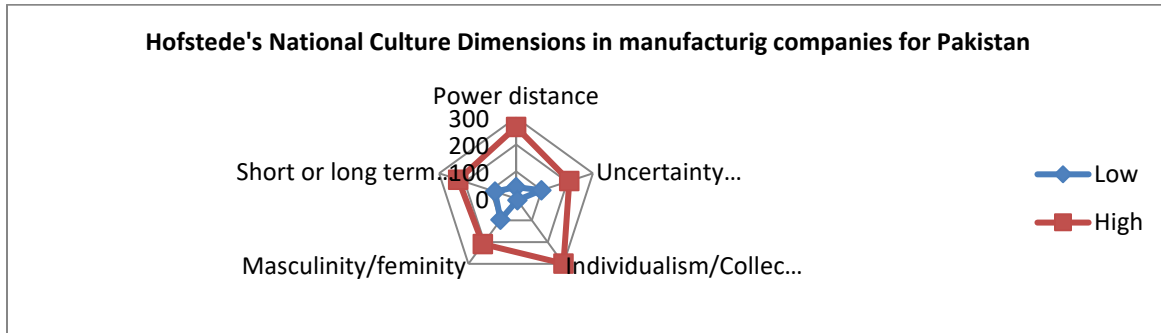 Hofstede's National Culture Dimensions in manufacturig companies for Pakistan
Power distance
300
200
100
0
Short or long term…
Uncertainty…
Masculinity/feminity
Individualism/Collec…
Low
High